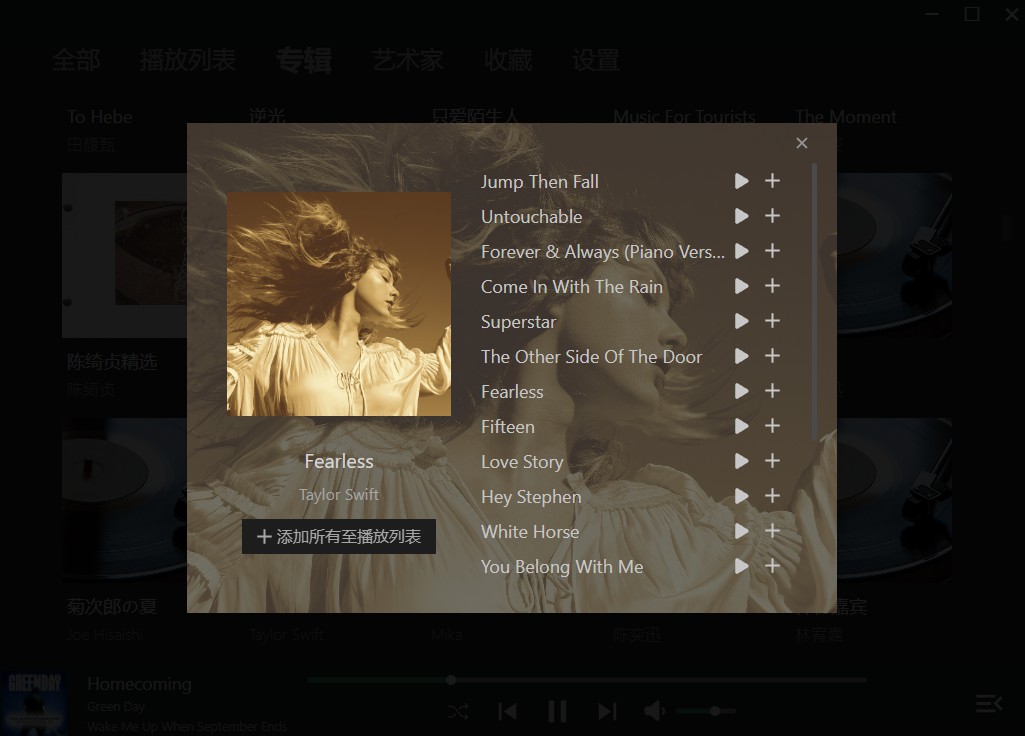 全部 播放列表 专辑 艺术家 收藏 设置
To Hebe 逆光 只爱陌生人 Music For Tourists The Moment
田馥甄
Jump Then Fall
Untouchable
Forever & Always (Piano Vers...
Come In With The Rain
Superstar
The Other Side Of The Door
Fearless
Fifteen
Love Story
Hey Stephen
White Horse
You Belong With Me
Fearless
Taylor Swift
添加所有至播放列表
陈绮贞精选
陈绮贞
菊次郎の夏 嘉宾
Joe Hisaishi Taylor Swift Mika 陈奕迅 林宥嘉
GREEN DAY
Homecoming
Green Day
Wake Me Up When September Ends